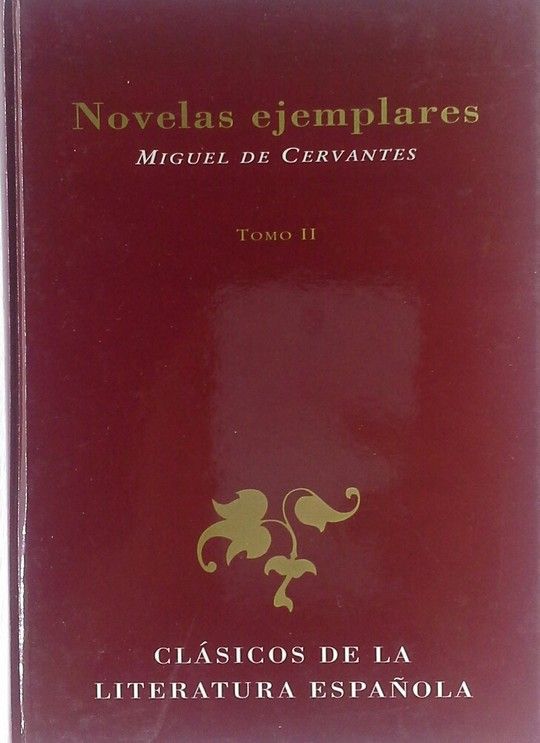 Novelas ejemplares
MIGUEL DE CERVANTES
TOMO II
CLÁSICOS DE LA
LITERATURA ESPAÑOLA